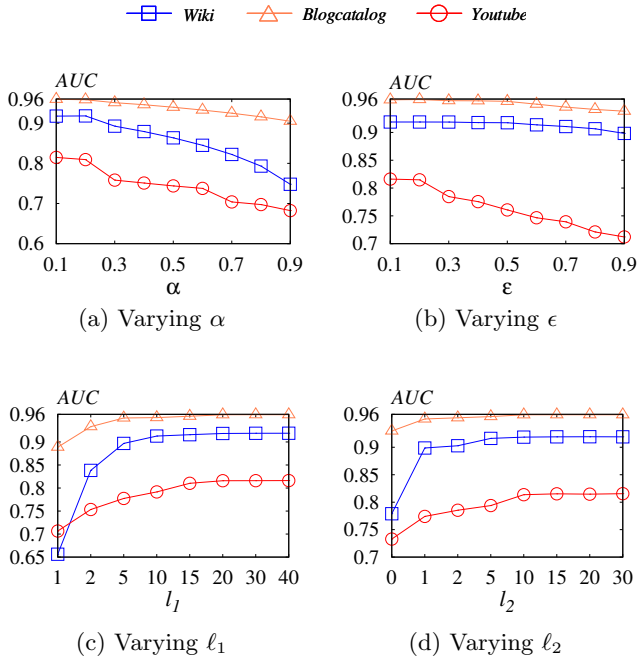 Wiki Blogcatalog Youtube
AUC AUC
0.96 0.96
0.9 0.9
0.8 0.85
0.7 0.8
0.6 0.75
0.7
0.1 0.3 0.5 0.7 0.9 0.1 0.3 0.5 0.7 0.9
α ε
(a) Varying α (b) Varying ϵ
AUC AUC
0.96 0.96
0.9 0.9
0.85 0.85
0.8 0.8
0.75 0.75
0.7 0.7
0.65
1 2 5 10 15 20 30 40 0 1 2 5 10 15 20 30
l1 l2
(c) Varying ℓ1 (d) Varying ℓ2